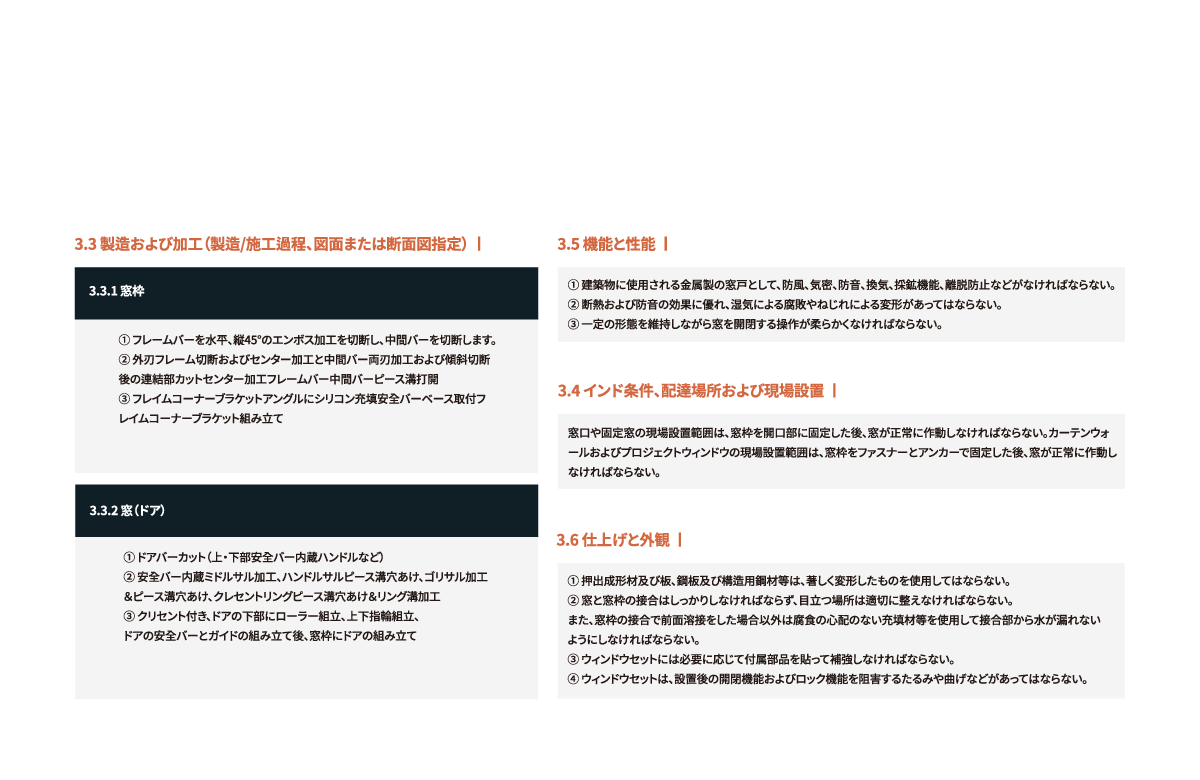 3.3 製造および加工（製造/施工過程、図面または断面図指定） |
3.3.1 窓枠
① フレームバーを水平、縦45°のエンボス加工を切断し、中間バーを切断します。
② 外刃フレーム切断およびセンター加工と中間バー両刃加工および傾斜切断
後の連結部カットセンター加工フレームバー中間バーピース溝打開
③ フレイムコーナーブラケットアングルにシリコン充填安全バーベース取付フ
レイムコーナーブラケット組み立て
3.3.2 窓（ドア）
① ドアバーカット（上・下部安全バー内蔵ハンドルなど）
② 安全バー内蔵ミドルサル加工、ハンドルサルピース溝穴あけ、ゴリサル加工
＆ピース溝穴あけ、クレセントリングピース溝穴あけ＆リング溝加工
③ クリセント付き、ドアの下部にローラー組立、上下指輪組立、
ドアの安全バーとガイドの組み立て後、窓枠にドアの組み立て
3.5 機能と性能 |
① 建築物に使用される金属製の窓戸として、防風、気密、防音、換気、採鉱機能、離脱防止などがなければならない。
② 断熱および防音の効果に優れ、湿気による腐敗やねじれによる変形があってはならない。
③ 一定の形態を維持しながら窓を開閉する操作が柔らかくなければならない。
3.4 インド条件、配達場所および現場設置 |
窓口や固定窓の現場設置範囲は、窓枠を開口部に固定した後、窓が正常に作動しなければならない。カーテンウォ
ールおよびプロジェクトウィンドウの現場設置範囲は、窓枠をファスナーとアンカーで固定した後、窓が正常に作動し
なければならない。
3.6 仕上げと外観 |
① 押出成形材及び板、鋼板及び構造用鋼材等は、著しく変形したものを使用してはならない。
② 窓と窓枠の接合はしっかりしなければならず、目立つ場所は適切に整えなければならない。
また、窓枠の接合で前面溶接をした場合以外は腐食の心配のない充填材等を使用して接合部から水が漏れない
ようにしなければならない。
③ ウィンドウセットには必要に応じて付属部品を貼って補強しなければならない。
④ ウィンドウセットは、設置後の開閉機能およびロック機能を阻害するたるみや曲げなどがあってはならない。